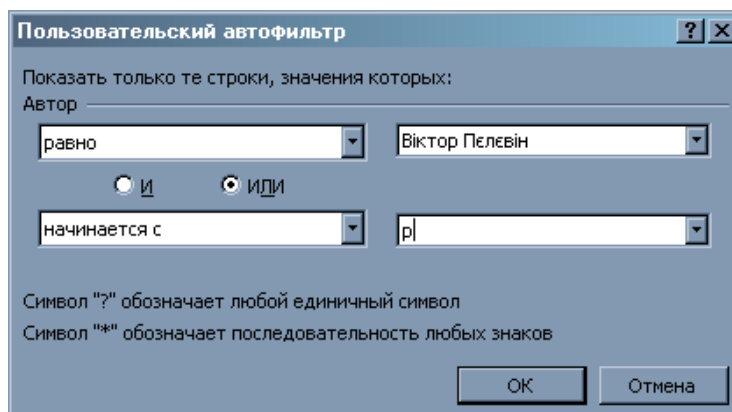 Пользовательский автофильтр
Показать только те строки, значения которых:
Автор
равно Віктор Пєлєвін
И ИЛИ
начинается с р
Символ "?" обозначает любой единичный символ
Символ "*" обозначает последовательность любых знаков
ОК Отмена